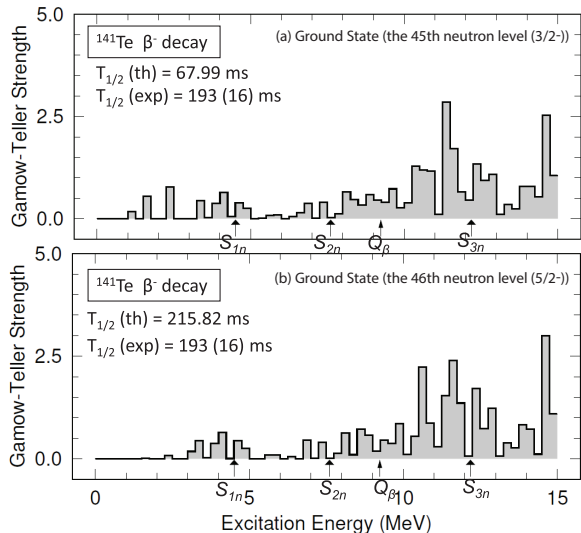 5.0
¹⁴¹Te β⁻ decay
(a) Ground State (the 45th neutron level (3/2-))
T₁/₂ (th) = 67.99 ms
T₁/₂ (exp) = 193 (16) ms
2.5
0.0
Gamow-Teller Strength
S₁ₙ
S₂ₙ
Qᵦ
S₃ₙ
5.0
¹⁴¹Te β⁻ decay
(b) Ground State (the 46th neutron level (5/2-))
T₁/₂ (th) = 215.82 ms
T₁/₂ (exp) = 193 (16) ms
2.5
0.0
Gamow-Teller Strength
S₁ₙ
S₂ₙ
Qᵦ
S₃ₙ
0 5 10 15
Excitation Energy (MeV)